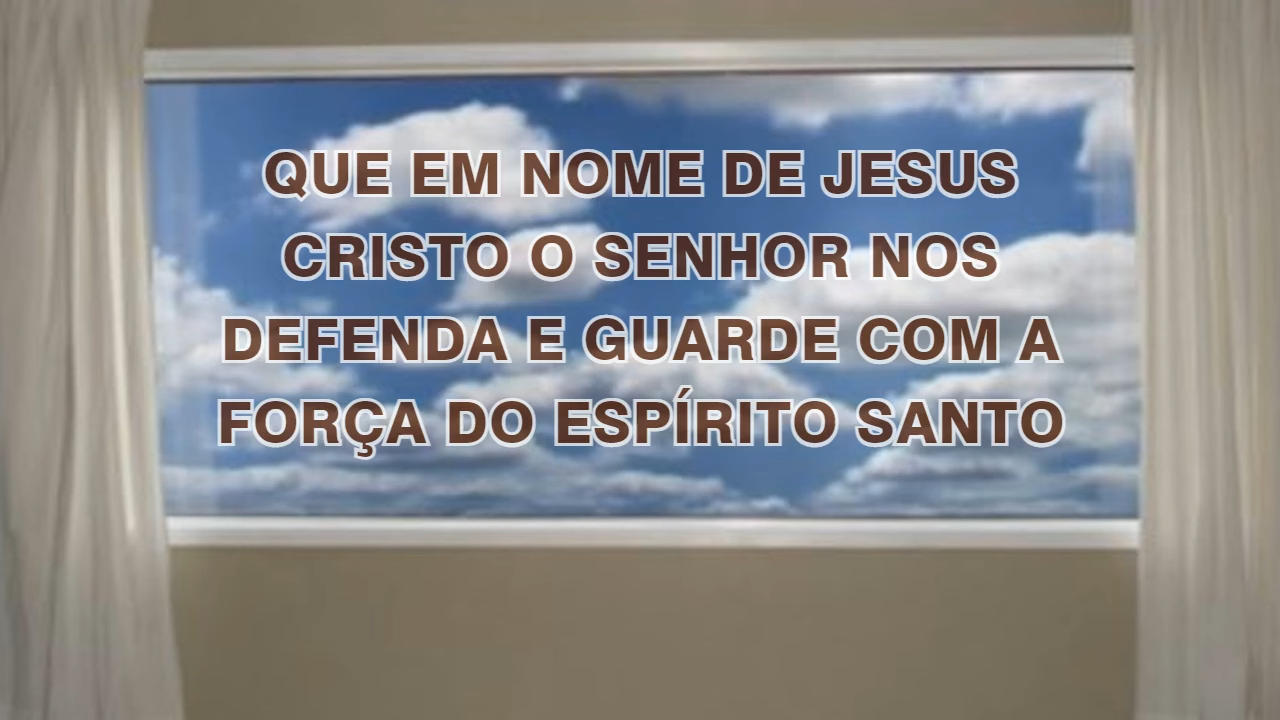 QUE EM NOME DE JESUS
CRISTO O SENHOR NOS
DEFENDA E GUARDE COM A
FORÇA DO ESPÍRITO SANTO